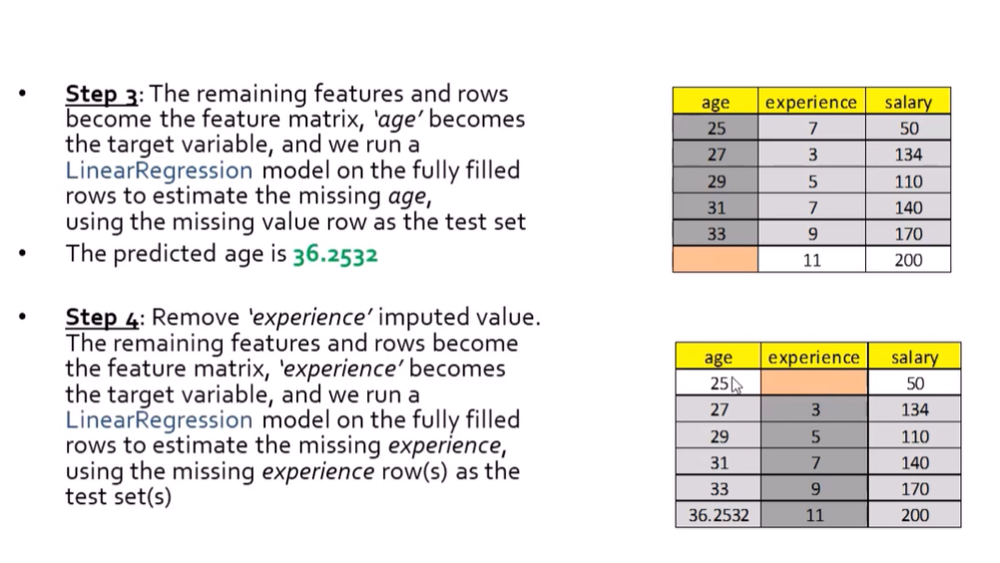 • Step 3: The remaining features and rows
become the feature matrix, ‘age’ becomes
the target variable, and we run a
LinearRegression model on the fully filled
rows to estimate the missing age,
using the missing value row as the test set
• The predicted age is 36.2532
age experience salary
25 7 50
27 3 134
29 5 110
31 7 140
33 9 170
11 200
• Step 4: Remove ‘experience’ imputed value.
The remaining features and rows become
the feature matrix, ‘experience’ becomes
the target variable, and we run a
LinearRegression model on the fully filled
rows to estimate the missing experience,
using the missing experience row(s) as the
test set(s)
age experience salary
25 50
27 3 134
29 5 110
31 7 140
33 9 170
36.2532 11 200